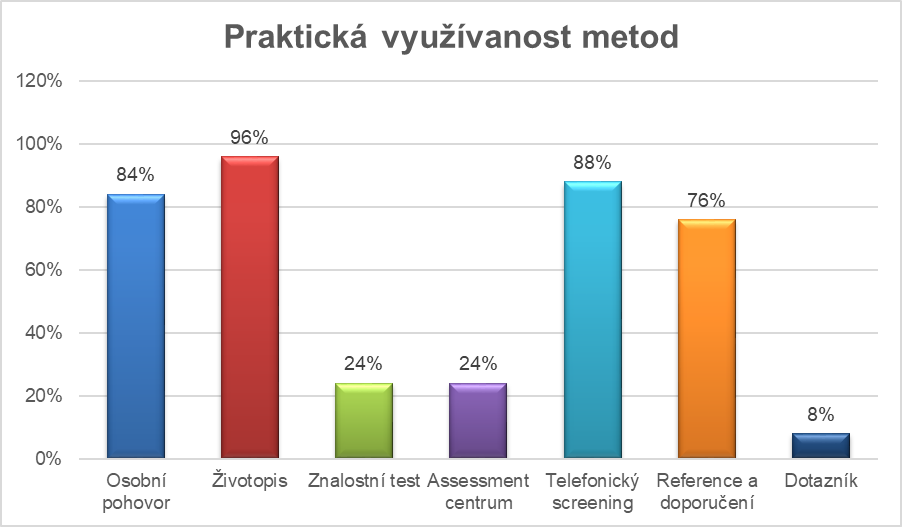 Praktická využívanost metod
120%
100%
80%
60%
40%
20%
0%
84%
96%
24%
24%
88%
76%
8%
Osobní
pohovor
Životopis
Znalostní test
Assessment
centrum
Telefonický
screening
Reference a
doporučení
Dotazník